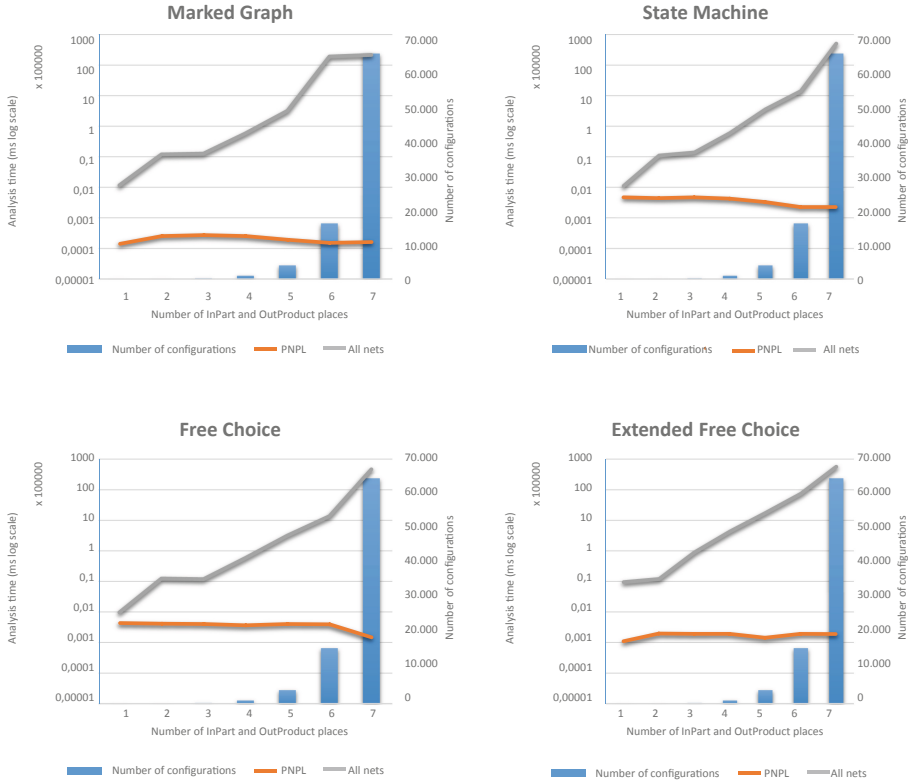 Marked Graph
x 100000
Analysis time (ms log scale)
1000
100
10
1
0,1
0,01
0,001
0,0001
0,00001
70.000
60.000
50.000
40.000
30.000
20.000
10.000
0
Number of configurations
1 2 3 4 5 6 7
Number of InPart and OutProduct places
Number of configurations PNPL All nets
State Machine
x 100000
Analysis time (ms log scale)
1000
100
10
1
0,1
0,01
0,001
0,0001
0,00001
70.000
60.000
50.000
40.000
30.000
20.000
10.000
0
Number of configurations
1 2 3 4 5 6 7
Number of InPart and OutProduct places
Number of configurations PNPL All nets
Free Choice
x 100000
Analysis time (ms log scale)
1000
100
10
1
0,1
0,01
0,001
0,0001
0,00001
70.000
60.000
50.000
40.000
30.000
20.000
10.000
0
Number of configurations
1 2 3 4 5 6 7
Number of InPart and OutProduct places
Number of configurations PNPL All nets
Extended Free Choice
x 100000
Analysis time (ms log scale)
1000
100
10
1
0,1
0,01
0,001
0,0001
0,00001
70.000
60.000
50.000
40.000
30.000
20.000
10.000
0
Number of configurations
1 2 3 4 5 6 7
Number of InPart and OutProduct places
Number of configurations PNPL All nets